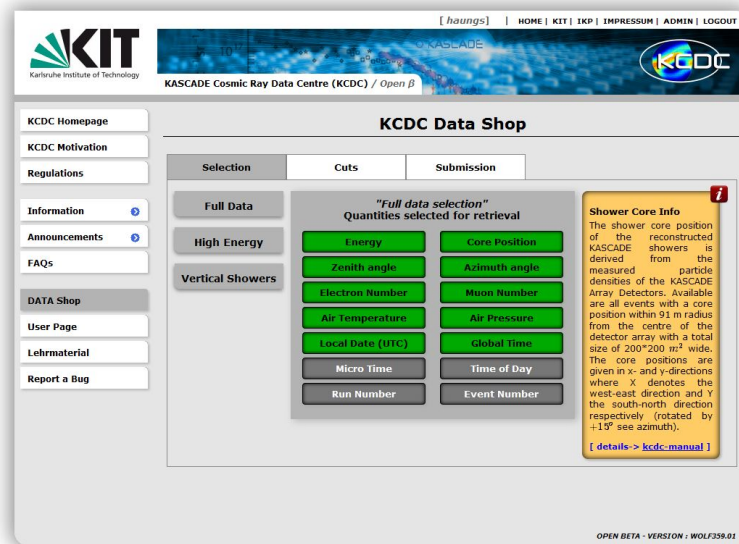 [ haungs] | HOME | KIT | IKP | IMPRESSUM | ADMIN | LOGOUT
KIT
Karlsruhe Institute of Technology
KASCADE
KCDC
KASCADE Cosmic Ray Data Centre (KCDC) / Open β
KCDC Homepage
KCDC Motivation
Regulations
Information
Announcements
FAQs
DATA Shop
User Page
Lehrmaterial
Report a Bug
KCDC Data Shop
Selection Cuts Submission
Full Data
High Energy
Vertical Showers
"Full data selection"
Quantities selected for retrieval
Energy Core Position
Zenith angle Azimuth angle
Electron Number Muon Number
Air Temperature Air Pressure
Local Date (UTC) Global Time
Micro Time Time of Day
Run Number Event Number
i
Shower Core Info
The shower core position
of the reconstructed
KASCADE showers is
derived from the
measured particle
densities of the KASCADE
Array Detectors. Available
are all events with a core
position within 91 m radius
from the centre of the
detector array with a total
size of 200*200 m² wide.
The core positions are
given in x- and y-directions
where X denotes the
west-east direction and Y
the south-north direction
respectively (rotated by
+15° see azimuth).
[ details-> kcdc-manual ]
OPEN BETA - VERSION : WOLF359.01